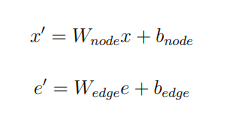 x′ = W_{node}x + b_{node}
e′ = W_{edge}e + b_{edge}